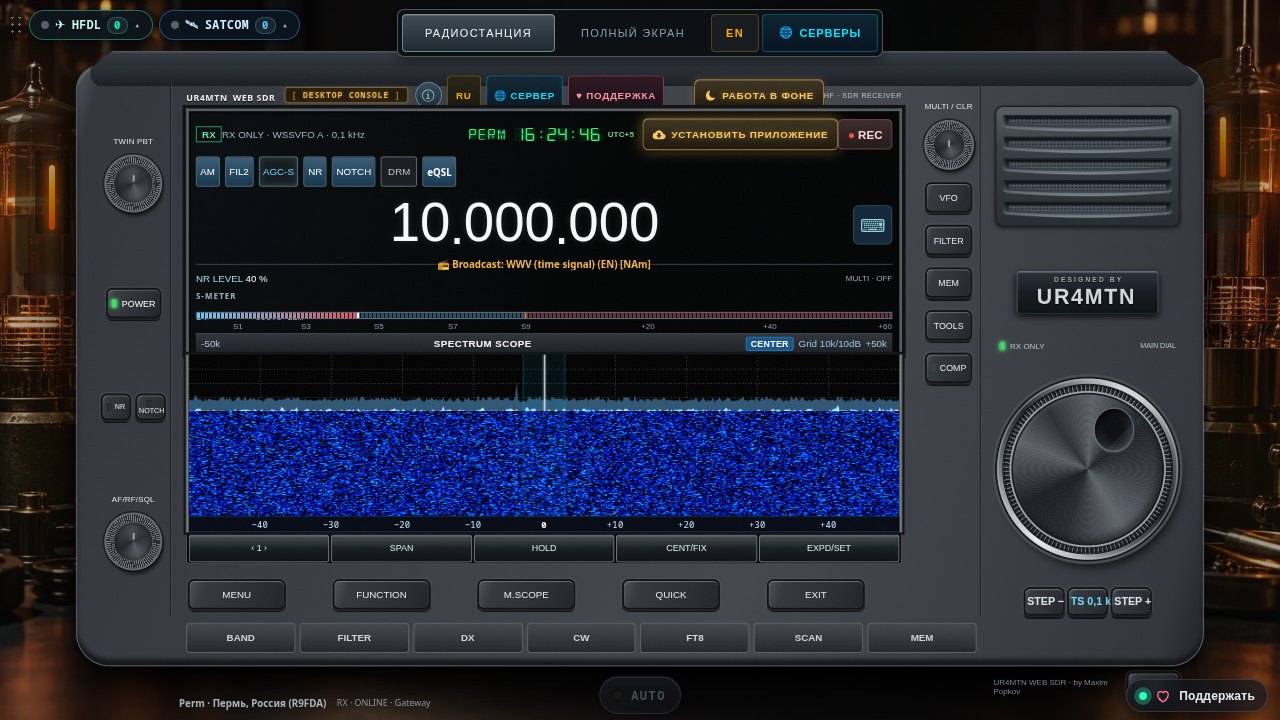 ✈ HFDL 0 ▴
SATCOM 0 ▴
РАДИОСТАНЦИЯ
ПОЛНЫЙ ЭКРАН
EN
СЕРВЕРЫ
UR4MTN WEB SDR
[ DESKTOP CONSOLE ]
RU
СЕРВЕР
♥ ПОДДЕРЖКА
РАБОТА В ФОНЕ
HF · SDR RECEIVER
MULTI / CLR
TWIN PBT
RX
RX ONLY · WSSVFO A · 0,1 kHz
PERM 16:24:46 UTC+5
УСТАНОВИТЬ ПРИЛОЖЕНИЕ
● REC
AM
FIL2
AGC-S
NR
NOTCH
DRM
eQSL
10.000.000
Broadcast: WWV (time signal) (EN) [NAm]
NR LEVEL 40 %
MULTI · OFF
S-METER
S1 S3 S5 S7 S9 +20 +40 +60
-50k
SPECTRUM SCOPE
CENTER
Grid 10k/10dB +50k
−40 −30 −20 −10 0 +10 +20 +30 +40
‹ 1 ›
SPAN
HOLD
CENT/FIX
EXPD/SET
MENU
FUNCTION
M.SCOPE
QUICK
EXIT
BAND
FILTER
DX
CW
FT8
SCAN
MEM
POWER
NR
NOTCH
AF/RF/SQL
VFO
FILTER
MEM
TOOLS
COMP
DESIGNED BY
UR4MTN
RX ONLY
MAIN DIAL
STEP −
TS 0,1 k
STEP +
AUTO
UR4MTN WEB SDR · by Maxim
Popkov
Perm · Пермь, Россия (R9FDA)
RX · ONLINE · Gateway
Поддержать